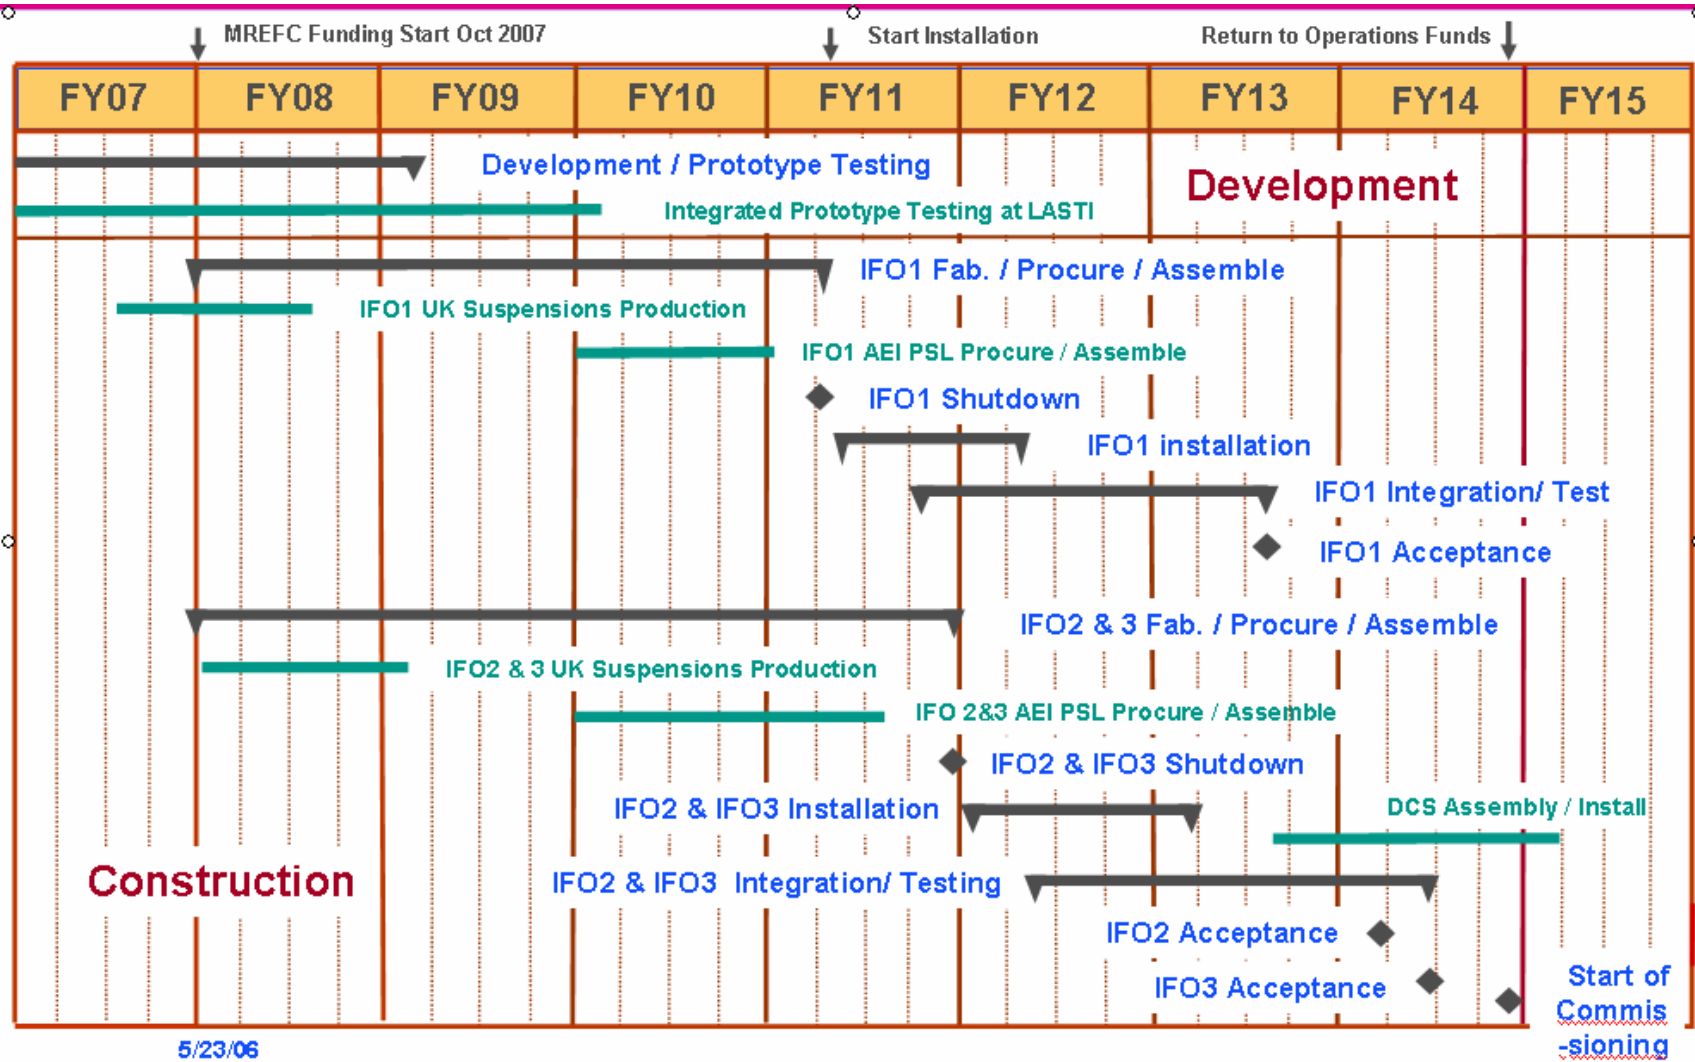 MREFC Funding Start Oct 2007
Start Installation
Return to Operations Funds
FY07 FY08 FY09 FY10 FY11 FY12 FY13 FY14 FY15
Development / Prototype Testing
Development
Integrated Prototype Testing at LASTI
IFO1 Fab. / Procure / Assemble
IFO1 UK Suspensions Production
IFO1 AEI PSL Procure / Assemble
IFO1 Shutdown
IFO1 installation
IFO1 Integration/ Test
IFO1 Acceptance
IFO2 & 3 Fab. / Procure / Assemble
IFO2 & 3 UK Suspensions Production
IFO 2&3 AEI PSL Procure / Assemble
IFO2 & IFO3 Shutdown
IFO2 & IFO3 Installation
DCS Assembly / Install
Construction
IFO2 & IFO3 Integration/ Testing
IFO2 Acceptance
IFO3 Acceptance
Start of
Commis
-sioning
5/23/06